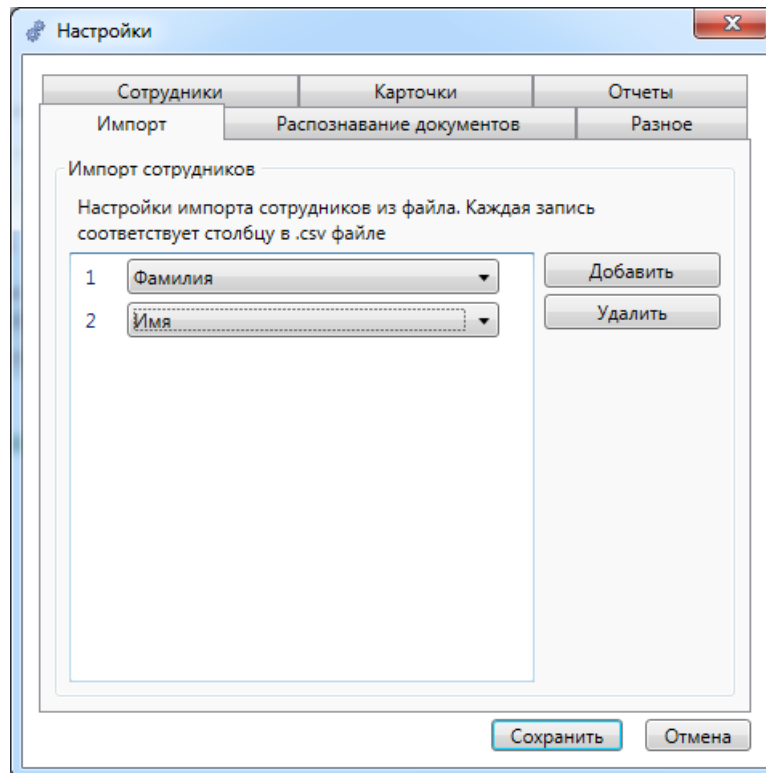 Настройки
Сотрудники Карточки Отчеты
Импорт Распознавание документов Разное
Импорт сотрудников
Настройки импорта сотрудников из файла. Каждая запись
соответствует столбцу в .csv файле
1 Фамилия Добавить
2 Имя Удалить
Сохранить Отмена